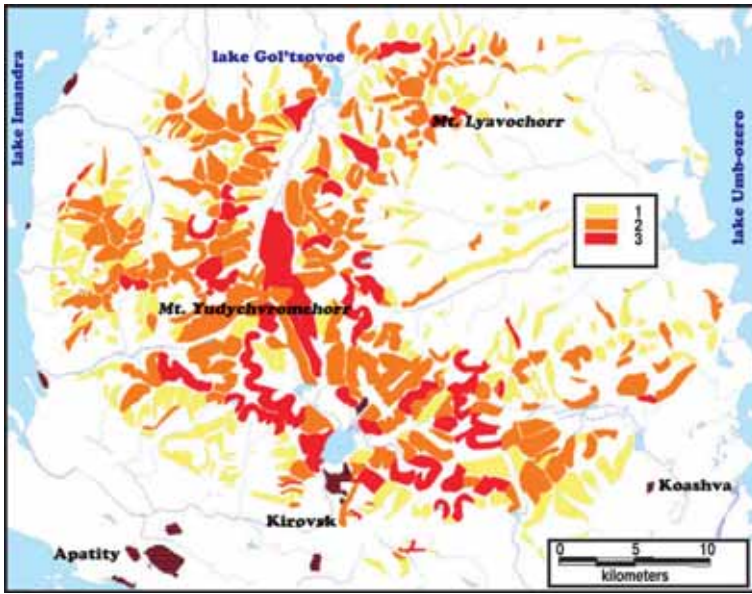 lake Gol'tsovoe
lake Imandra
Mt. Lyavochorr
lake Umb-ozero
1
2
3
Mt. Yudychvromchorr
Koashva
Kirovsk
Apatity
0 5 10
kilometers